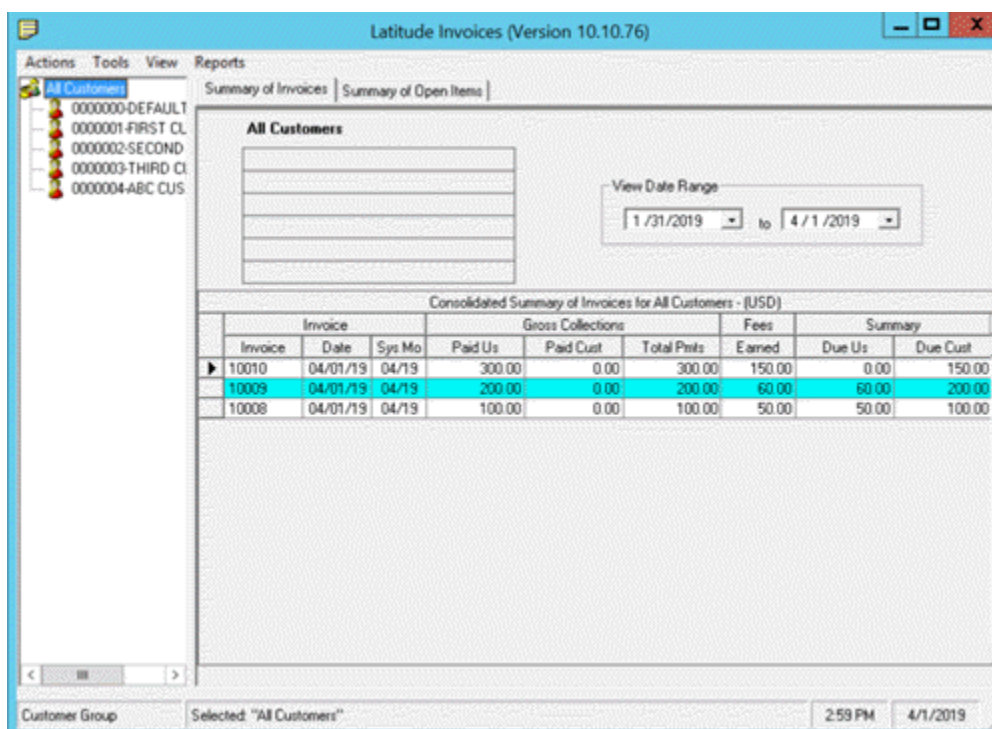 Latitude Invoices (Version 10.10.76)
Actions Tools View Reports
All Customers
0000000-DEFAULT
0000001-FIRST CL
0000002-SECOND
0000003-THIRD CL
0000004-ABC CUS
Summary of Invoices Summary of Open Items
All Customers
View Date Range
1 /31/2019 to 4 / 1 /2019
Consolidated Summary of Invoices for All Customers - (USD)
Invoice Gross Collections Fees Summary
Invoice Date Sys Mo Paid Us Paid Cust Total Pmts Earned Due Us Due Cust
10010 04/01/19 04/19 300.00 0.00 300.00 150.00 0.00 150.00
10009 04/01/19 04/19 200.00 0.00 200.00 60.00 60.00 200.00
10008 04/01/19 04/19 100.00 0.00 100.00 50.00 50.00 100.00
Customer Group Selected: "All Customers" 2:59 PM 4/1/2019